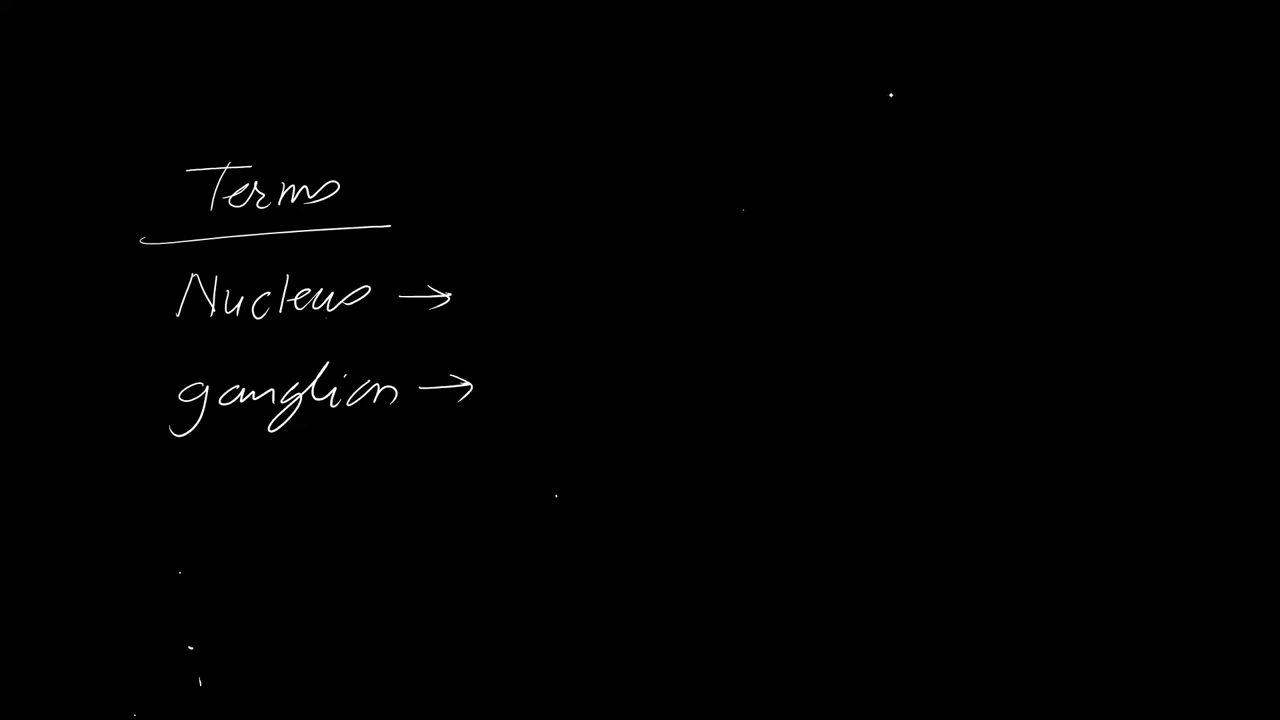 Terms
Nucleus →
ganglion →